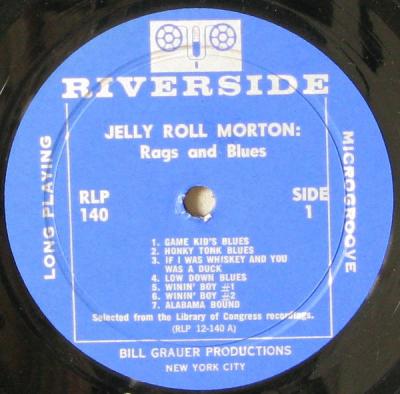 RIVERSIDE
JELLY ROLL MORTON:
Rags and Blues
LONG PLAYING
MICROGROOVE
RLP
140
SIDE
1
1. GAME KID'S BLUES
2. HONKY TONK BLUES
3. IF I WAS WHISKEY AND YOU
WAS A DUCK
4. LOW DOWN BLUES
5. WININ' BOY #1
6. WININ' BOY #2
7. ALABAMA BOUND
Selected from the Library of Congress recordings.
(RLP 12-140 A)
BILL GRAUER PRODUCTIONS
NEW YORK CITY